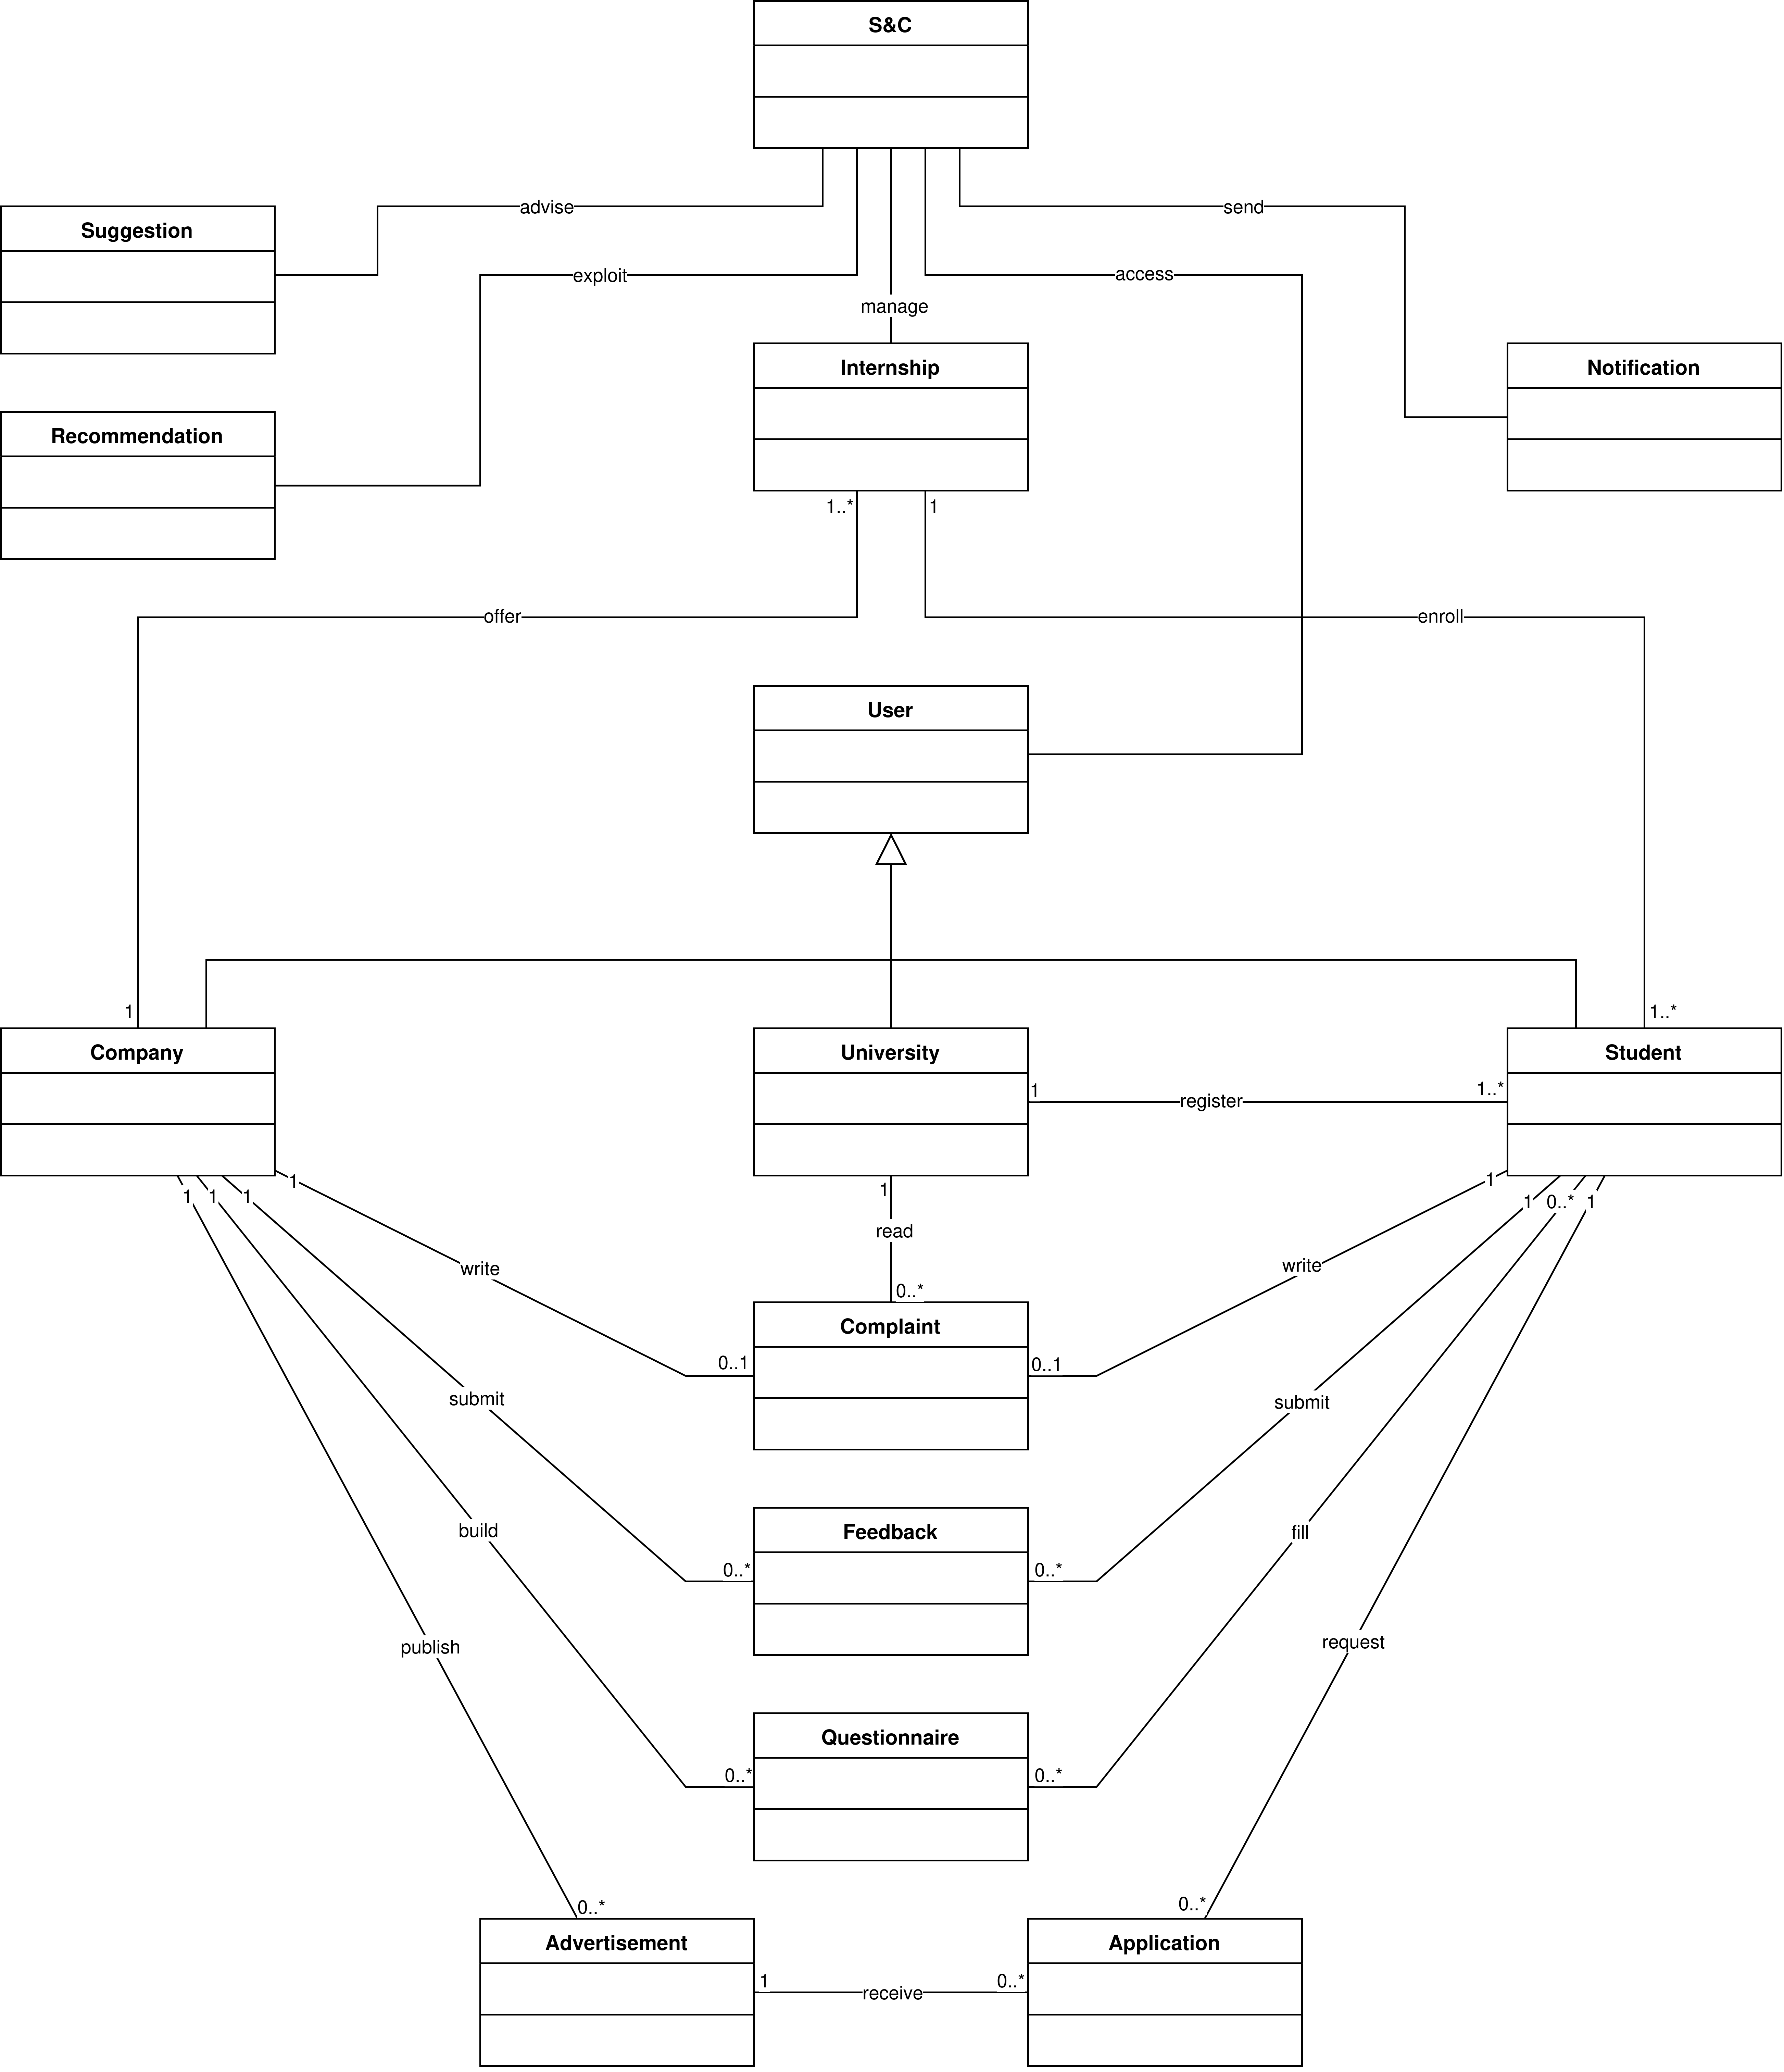 S&C
advise
send
Suggestion
exploit
access
manage
Internship
Notification
Recommendation
1..*
1
offer
enroll
User
1
1..*
Company
University
Student
1
register
1..*
1
1
1
1
1
read
1
1
0..*
1
write
write
0..*
Complaint
0..1
0..1
submit
submit
Feedback
build
fill
0..*
0..*
publish
request
Questionnaire
0..*
0..*
0..*
0..*
Advertisement
Application
1
receive
0..*